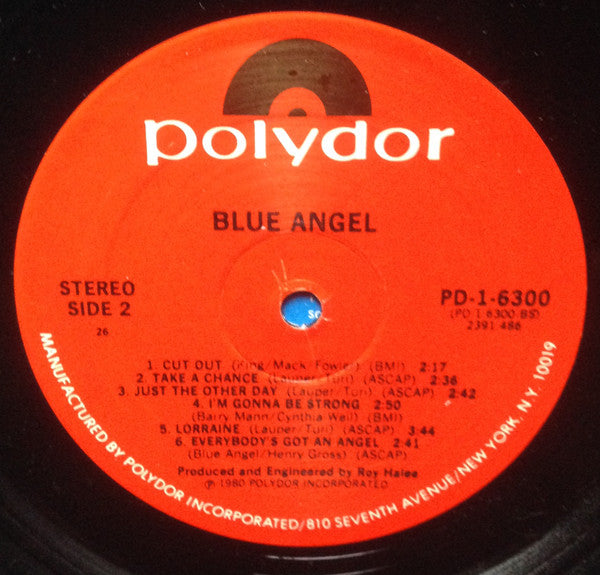 polydor
BLUE ANGEL
STEREO
SIDE 2
26
PD-1-6300
(PD 1 6300 BS)
2391 486
1. CUT OUT (King/Mack/Fowler) (BMI) 2:17
2. TAKE A CHANCE (Lauper/Turi) (ASCAP) 2:36
3. JUST THE OTHER DAY (Lauper/Turi) (ASCAP) 2:42
4. I'M GONNA BE STRONG 2:50
(Barry Mann/Cynthia Weil) (BMI)
5. LORRAINE (Lauper/Turi) (ASCAP) 3:44
6. EVERYBODY'S GOT AN ANGEL 2:41
(Blue Angel/Henry Gross) (ASCAP)
Produced and Engineered by Roy Halee
℗ 1980 POLYDOR INCORPORATED
MANUFACTURED BY POLYDOR INCORPORATED/810 SEVENTH AVENUE/NEW YORK, N.Y. 10019